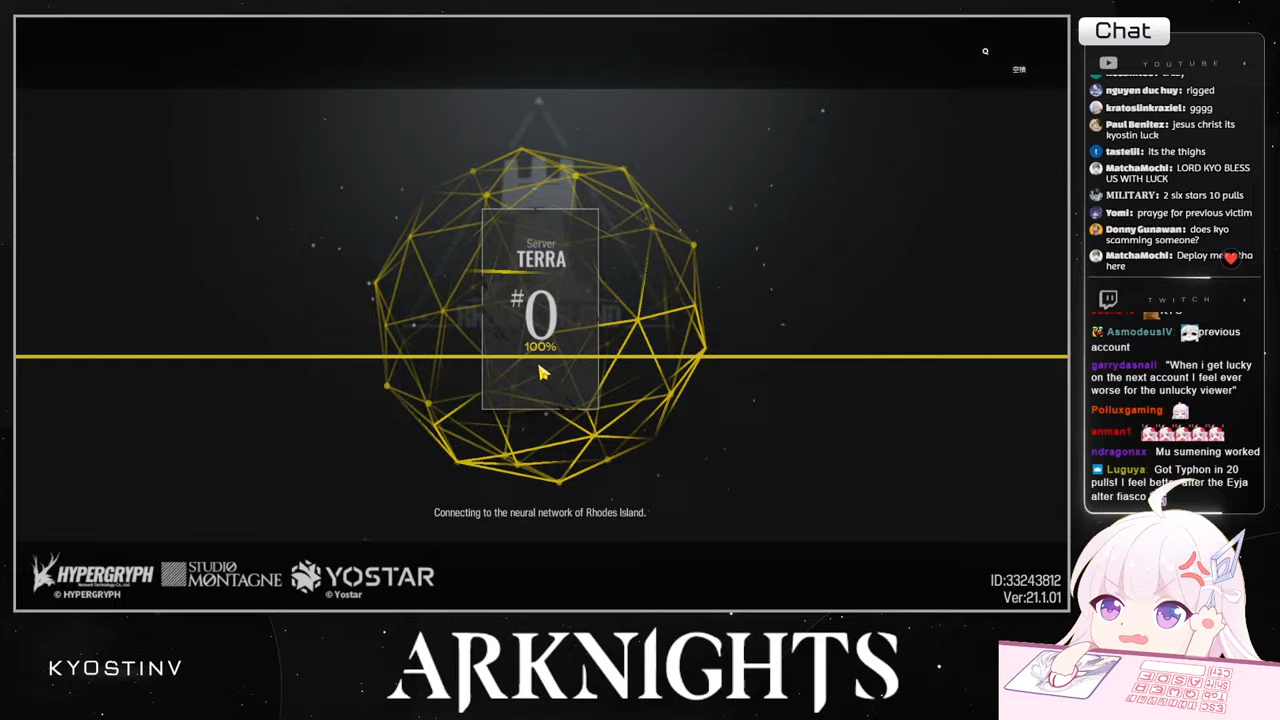 空槍
Server
TERRA
#0
100%
Connecting to the neural network of Rhodes Island.
HYPERGRYPH
© HYPERGRYPH
STUDIO
MONTAGNE
YOSTAR
© Yostar
ID:33243812
Ver:21.1.01
KYOSTINV
ARKNIGHTS
Chat
YOUTUBE
nguyen duc huy: rigged
kratoslinkraziel: gggg
Paul Benitez: jesus christ its
kyostin luck
tastelil: its the thighs
MatchaMochi: LORD KYO BLESS
US WITH LUCK
MILITARY: 2 six stars 10 pulls
Yomi: prayge for previous victim
Donny Gunawan: does kyo
scamming someone?
MatchaMochi: Deploy me
here
TWITCH
AsmodeusIV: previous
account
garrydasnail: "When i get lucky
on the next account I feel ever
worse for the unlucky viewer"
Polluxgaming
anman1
ndragonxx: Mu sumening worked
Luguya: Got Typhon in 20
pulls! I feel better after the Eyja
alter fiasco